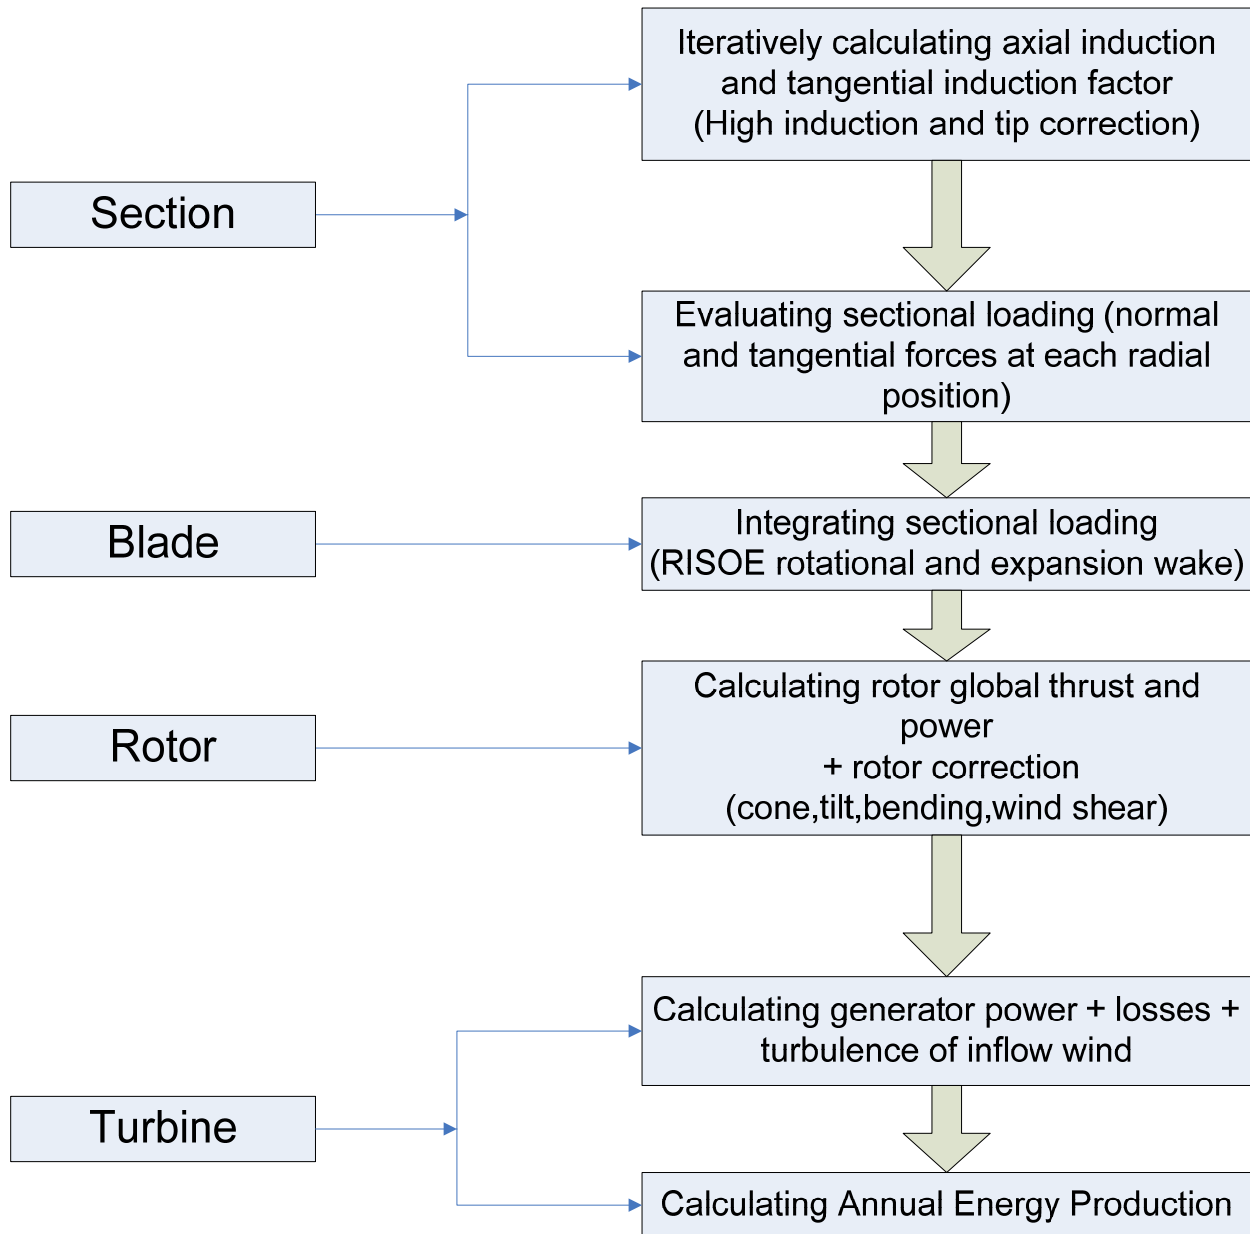 Iteratively calculating axial induction
and tangential induction factor
(High induction and tip correction)
Section
Evaluating sectional loading (normal
and tangential forces at each radial
position)
Blade
Integrating sectional loading
(RISOE rotational and expansion wake)
Rotor
Calculating rotor global thrust and
power
+ rotor correction
(cone,tilt,bending,wind shear)
Calculating generator power + losses +
turbulence of inflow wind
Turbine
Calculating Annual Energy Production